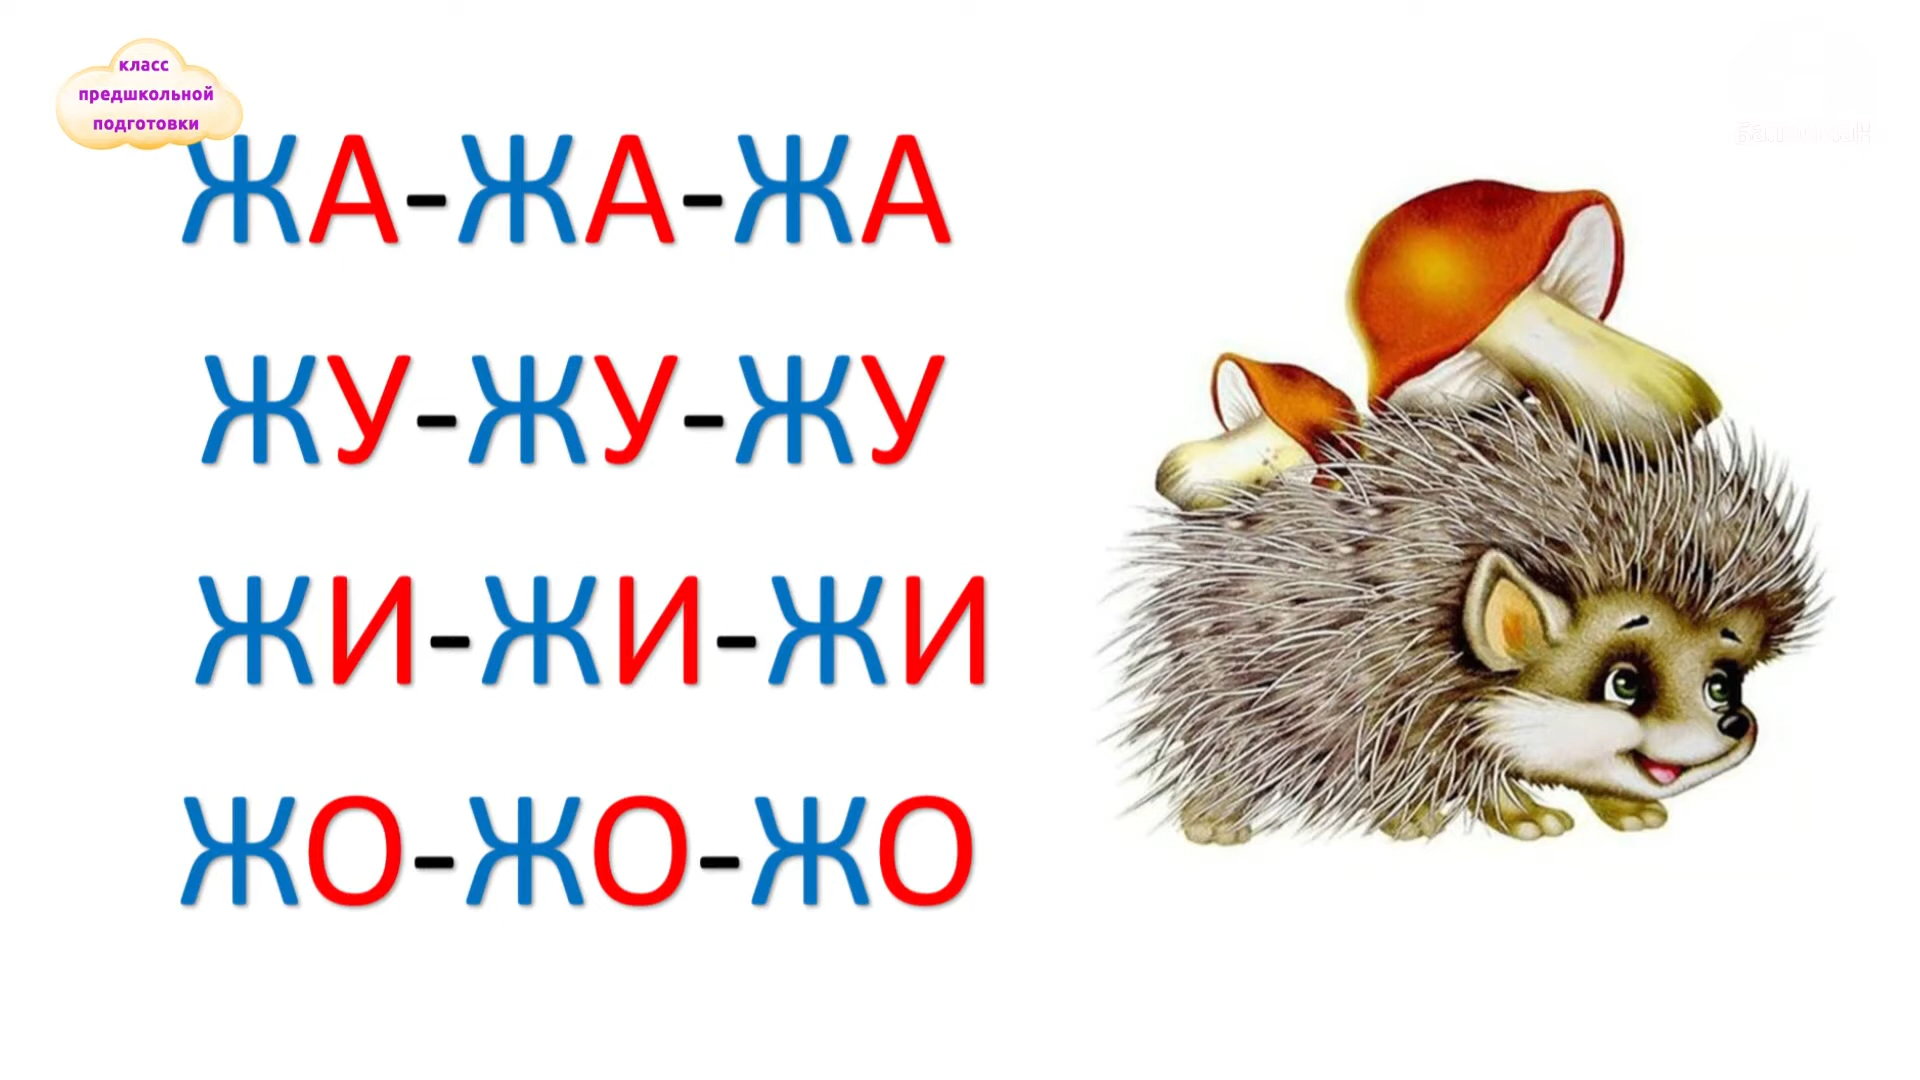 класс
предшкольной
подготовки
ЖА-ЖА-ЖА
ЖУ-ЖУ-ЖУ
ЖИ-ЖИ-ЖИ
ЖО-ЖО-ЖО